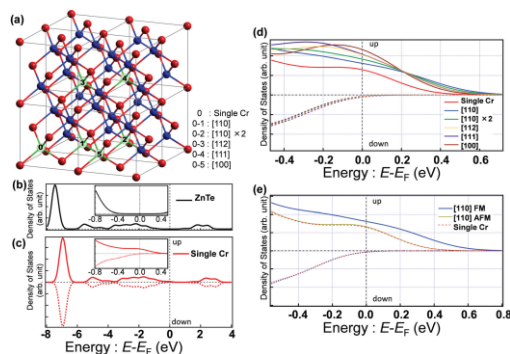 (a)
3
4
5
0
1
2
0 : Single Cr
0-1 : [110]
0-2 : [110] ×2
0-3 : [112]
0-4 : [111]
0-5 : [100]
(b)
Density of States
(arb. unit)
ZnTe
-0.8 -0.4 0.0 0.4
(c)
Density of States
(arb. unit)
up
Single Cr
-0.8 -0.4 0.0 0.4
down
-8 -6 -4 -2 0 2 4
Energy : E-EF (eV)
(d)
Density of States (arb. unit)
up
Single Cr
[110]
[110] ×2
[112]
[111]
[100]
down
-0.4 -0.2 0.0 0.2 0.4 0.6
Energy : E-EF (eV)
(e)
Density of States (arb. unit)
up
[110] FM
[110] AFM
Single Cr
down
-0.4 -0.2 0.0 0.2 0.4 0.6 0.8
Energy : E-EF (eV)